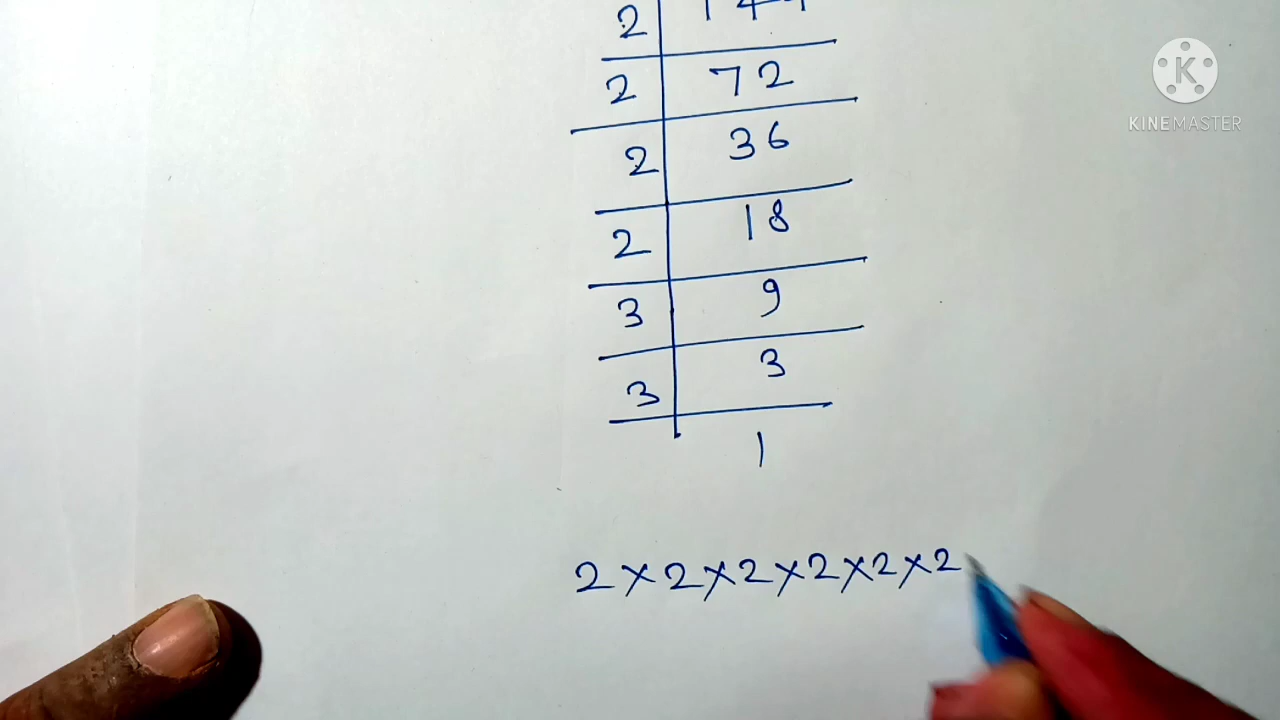 2 | 144
2 | 72
2 | 36
2 | 18
3 | 9
3 | 3
1
2 × 2 × 2 × 2 × 2 × 2
KINEMASTER